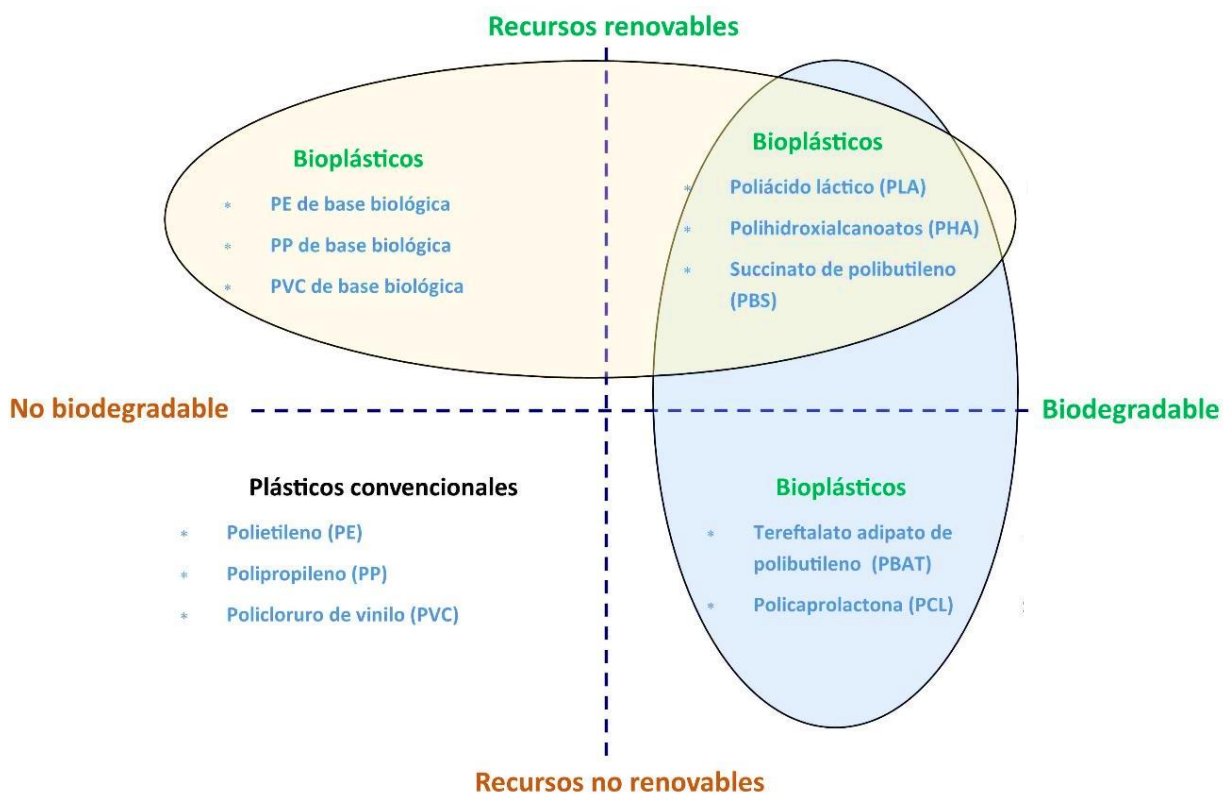 Recursos renovables
Bioplásticos
* PE de base biológica
* PP de base biológica
* PVC de base biológica
Bioplásticos
* Poliácido láctico (PLA)
* Polihidroxialcanoatos (PHA)
* Succinato de polibutileno
(PBS)
No biodegradable
Biodegradable
Plásticos convencionales
* Polietileno (PE)
* Polipropileno (PP)
* Policloruro de vinilo (PVC)
Bioplásticos
* Tereftalato adipato de
polibutileno (PBAT)
* Policaprolactona (PCL)
Recursos no renovables